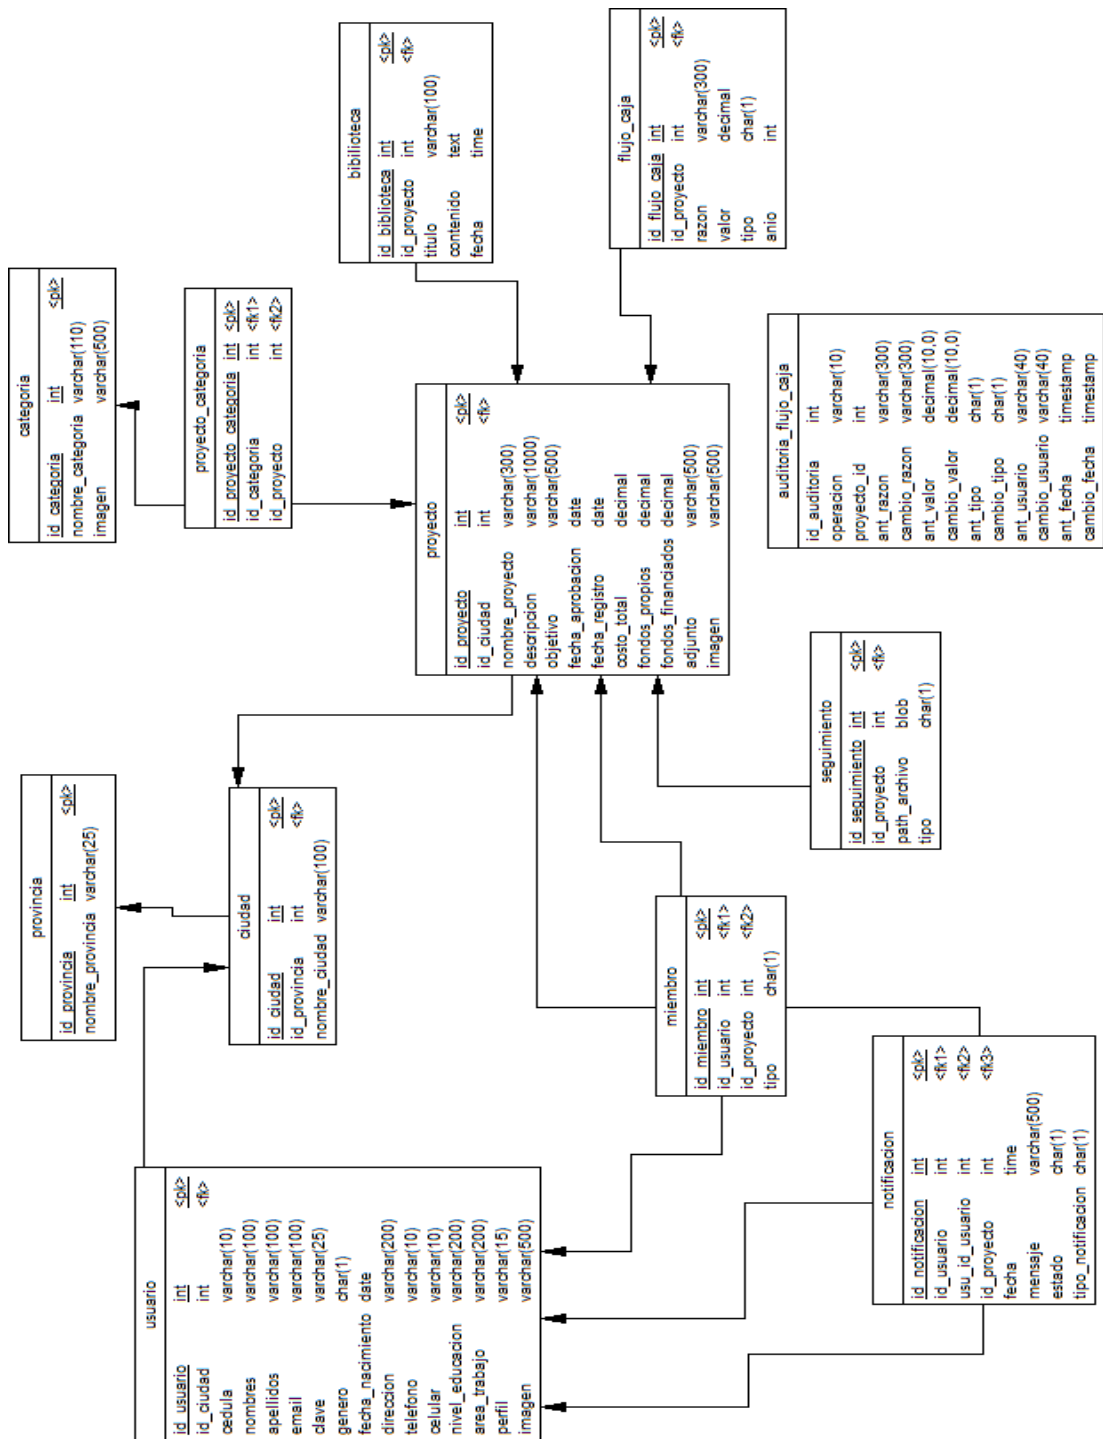 usuario
id_usuario int <pk>
id_ciudad int <fk>
cedula varchar(10)
nombres varchar(100)
apellidos varchar(100)
email varchar(100)
clave varchar(25)
genero char(1)
fecha_nacimiento date
direccion varchar(200)
telefono varchar(10)
celular varchar(10)
nivel_educacion varchar(200)
area_trabajo varchar(200)
perfil varchar(15)
imagen varchar(500)
provincia
id_provincia int <pk>
nombre_provincia varchar(25)
ciudad
id_ciudad int <pk>
id_provincia int <fk>
nombre_ciudad varchar(100)
categoria
id_categoria int <pk>
nombre_categoria varchar(110)
imagen varchar(500)
proyecto_categoria
id_proyecto_categoria int <pk>
id_categoria int <fk1>
id_proyecto int <fk2>
bibilioteca
id_biblioteca int <pk>
id_proyecto int <fk>
titulo varchar(100)
contenido text
fecha time
proyecto
id_proyecto int <pk>
id_ciudad int <fk>
nombre_proyecto varchar(300)
descripcion varchar(1000)
objetivo varchar(500)
fecha_aprobacion date
fecha_registro date
costo_total decimal
fondos_propios decimal
fondos_financiados decimal
adjunto varchar(500)
imagen varchar(500)
flujo_caja
id_flujo_caja int <pk>
id_proyecto int <fk>
razon varchar(300)
valor decimal
tipo char(1)
anio int
miembro
id_miembro int <pk>
id_usuario int <fk1>
id_proyecto int <fk2>
tipo char(1)
notificacion
id_notificacion int <pk>
id_usuario int <fk1>
usu_id_usuario int <fk2>
id_proyecto int <fk3>
fecha time
mensaje varchar(500)
estado char(1)
tipo_notificacion char(1)
seguimiento
id_seguimiento int <pk>
id_proyecto int <fk>
path_archivo blob
tipo char(1)
auditoria_flujo_caja
id_auditoria int
operacion varchar(10)
proyecto_id int
ant_razon varchar(300)
cambio_razon varchar(300)
ant_valor decimal(10,0)
cambio_valor decimal(10,0)
ant_tipo char(1)
cambio_tipo char(1)
ant_usuario varchar(40)
cambio_usuario varchar(40)
ant_fecha timestamp
cambio_fecha timestamp